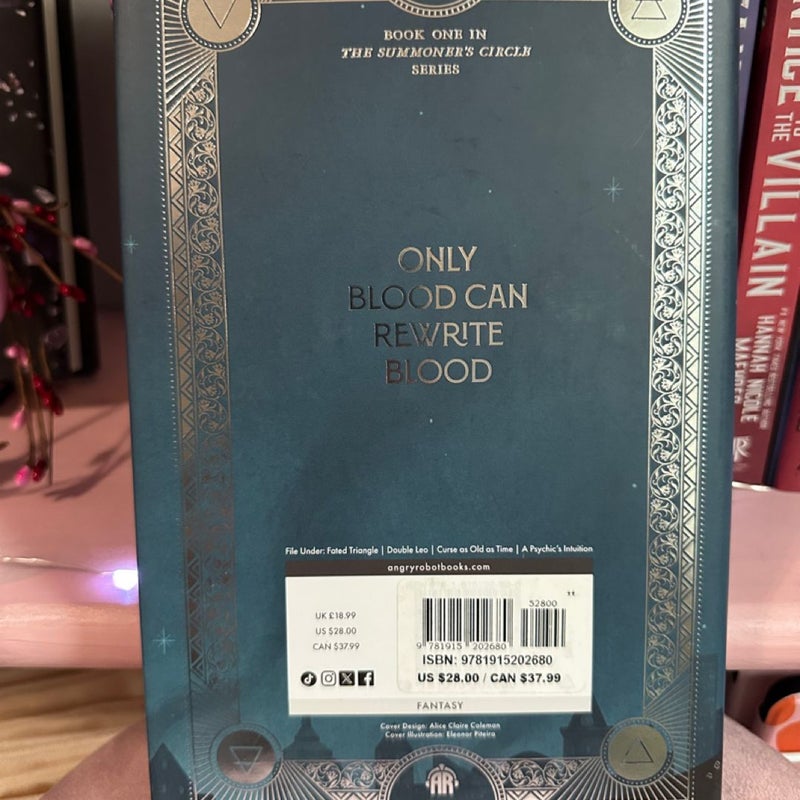 BOOK ONE IN
THE SUMMONER'S CIRCLE
SERIES
ONLY
BLOOD CAN
REWRITE
BLOOD
File Under: Fated Triangle | Double Leo | Curse as Old as Time | A Psychic's Intuition
angryrobotbooks.com
UK £18.99
US $28.00
CAN $37.99
52800
9 781915 202680
ISBN: 9781915202680
US $28.00 / CAN $37.99
FANTASY
Cover Design: Alice Claire Coleman
Cover Illustration: Eleonor Piteira
AR
TO THE VILLAIN
HANNAH NICOLE
MAEHRER